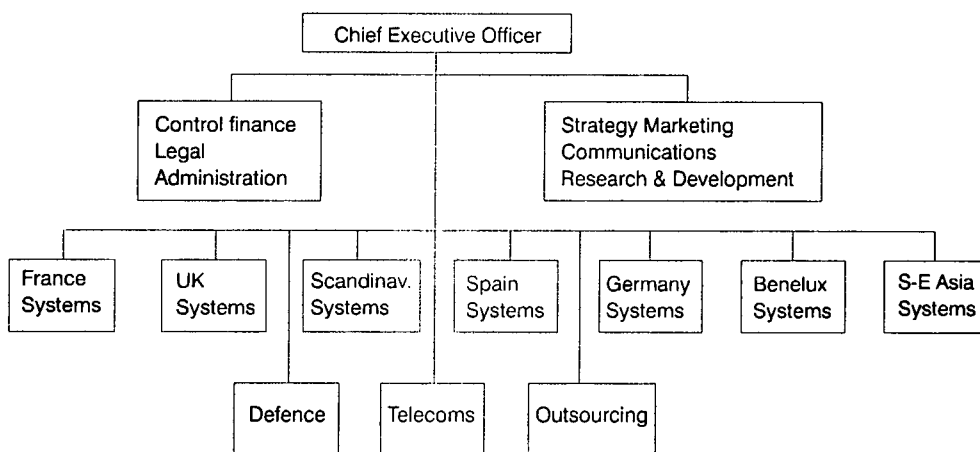 Chief Executive Officer
Control finance
Legal
Administration
Strategy Marketing
Communications
Research & Development
France
Systems
UK
Systems
Scandinav.
Systems
Spain
Systems
Germany
Systems
Benelux
Systems
S-E Asia
Systems
Defence
Telecoms
Outsourcing